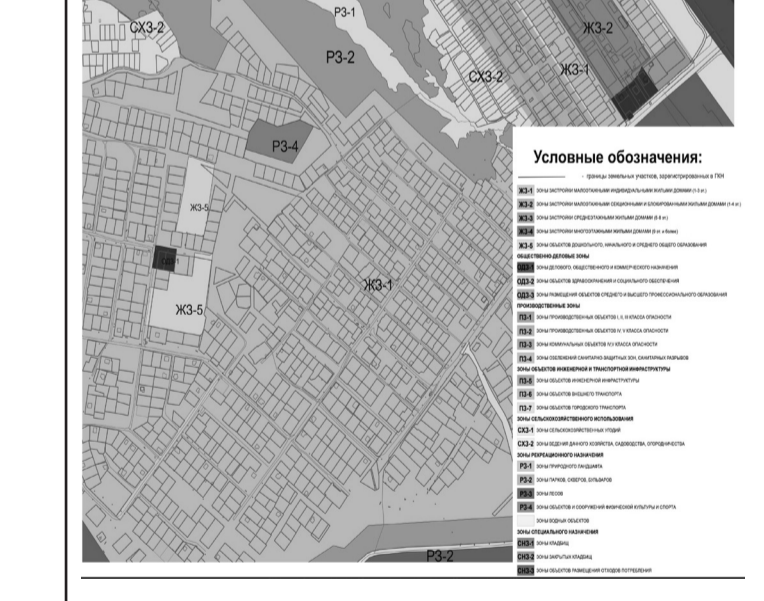 СХЗ-2
РЗ-1
РЗ-2
СХЗ-2
ЖЗ-2
ЖЗ-1
РЗ-4
ЖЗ-5
ЖЗ-5
ЖЗ-1
РЗ-2
Условные обозначения:
- границы земельных участков, зарегистрированных в ГКН
ЖЗ-1 ЗОНЫ ЗАСТРОЙКИ МАЛОЭТАЖНЫМИ ИНДИВИДУАЛЬНЫМИ ЖИЛЫМИ ДОМАМИ (1-3 эт.)
ЖЗ-2 ЗОНЫ ЗАСТРОЙКИ МАЛОЭТАЖНЫМИ СЕКЦИОННЫМИ И БЛОКИРОВАННЫМИ ЖИЛЫМИ ДОМАМИ (1-4 эт.)
ЖЗ-3 ЗОНЫ ЗАСТРОЙКИ СРЕДНЕЭТАЖНЫМИ ЖИЛЫМИ ДОМАМИ
ЖЗ-4 ЗОНЫ ЗАСТРОЙКИ МНОГОЭТАЖНЫМИ ЖИЛЫМИ ДОМАМИ (9 эт. и более)
ЖЗ-5 ЗОНЫ ОБЪЕКТОВ ДОШКОЛЬНОГО, НАЧАЛЬНОГО И СРЕДНЕГО ОБЩЕГО ОБРАЗОВАНИЯ
ОБЩЕСТВЕННО-ДЕЛОВЫЕ ЗОНЫ
ОДЗ-1 ЗОНЫ ДЕЛОВОГО, ОБЩЕСТВЕННОГО И КОММЕРЧЕСКОГО НАЗНАЧЕНИЯ
ОДЗ-2 ЗОНЫ ОБЪЕКТОВ ЗДРАВООХРАНЕНИЯ И СОЦИАЛЬНОГО ОБЕСПЕЧЕНИЯ
ОДЗ-3 ЗОНЫ РАЗМЕЩЕНИЯ ОБЪЕКТОВ СРЕДНЕГО И ВЫСШЕГО ПРОФЕССИОНАЛЬНОГО ОБРАЗОВАНИЯ
ПРОИЗВОДСТВЕННЫЕ ЗОНЫ
ПЗ-1 ЗОНЫ ПРОИЗВОДСТВЕННЫХ ОБЪЕКТОВ I, II, III КЛАССА ОПАСНОСТИ
ПЗ-2 ЗОНЫ ПРОИЗВОДСТВЕННЫХ ОБЪЕКТОВ IV, V КЛАССА ОПАСНОСТИ
ПЗ-3 ЗОНЫ КОММУНАЛЬНЫХ ОБЪЕКТОВ IV,V КЛАССА ОПАСНОСТИ
ПЗ-4 ЗОНЫ ОЗЕЛЕНЕНИЙ САНИТАРНО-ЗАЩИТНЫХ ЗОН, САНИТАРНЫХ РАЗРЫВОВ
ЗОНЫ ОБЪЕКТОВ ИНЖЕНЕРНОЙ И ТРАНСПОРТНОЙ ИНФРАСТРУКТУРЫ
ПЗ-5 ЗОНЫ ОБЪЕКТОВ ИНЖЕНЕРНОЙ ИНФРАСТРУКТУРЫ
ПЗ-6 ЗОНЫ ОБЪЕКТОВ ВНЕШНЕГО ТРАНСПОРТА
ПЗ-7 ЗОНЫ ОБЪЕКТОВ ГОРОДСКОГО ТРАНСПОРТА
ЗОНЫ СЕЛЬСКОХОЗЯЙСТВЕННОГО ИСПОЛЬЗОВАНИЯ
СХЗ-1 ЗОНЫ СЕЛЬСКОХОЗЯЙСТВЕННЫХ УГОДИЙ
СХЗ-2 ЗОНЫ ВЕДЕНИЯ ДАЧНОГО ХОЗЯЙСТВА, САДОВОДСТВА, ОГОРОДНИЧЕСТВА
ЗОНЫ РЕКРЕАЦИОННОГО НАЗНАЧЕНИЯ
РЗ-1 ЗОНЫ ПРИРОДНОГО ЛАНДШАФТА
РЗ-2 ЗОНЫ ПАРКОВ, СКВЕРОВ, БУЛЬВАРОВ
РЗ-3 ЗОНЫ ЛЕСОВ
РЗ-4 ЗОНЫ ОБЪЕКТОВ И СООРУЖЕНИЙ ФИЗИЧЕСКОЙ КУЛЬТУРЫ И СПОРТА
ЗОНЫ ВОДНЫХ ОБЪЕКТОВ
ЗОНЫ СПЕЦИАЛЬНОГО НАЗНАЧЕНИЯ
СНЗ-1 ЗОНЫ КЛАДБИЩ
СНЗ-2 ЗОНЫ ЗАКРЫТЫХ КЛАДБИЩ
СНЗ-3 ЗОНЫ ОБЪЕКТОВ РАЗМЕЩЕНИЯ ОТХОДОВ ПОТРЕБЛЕНИЯ